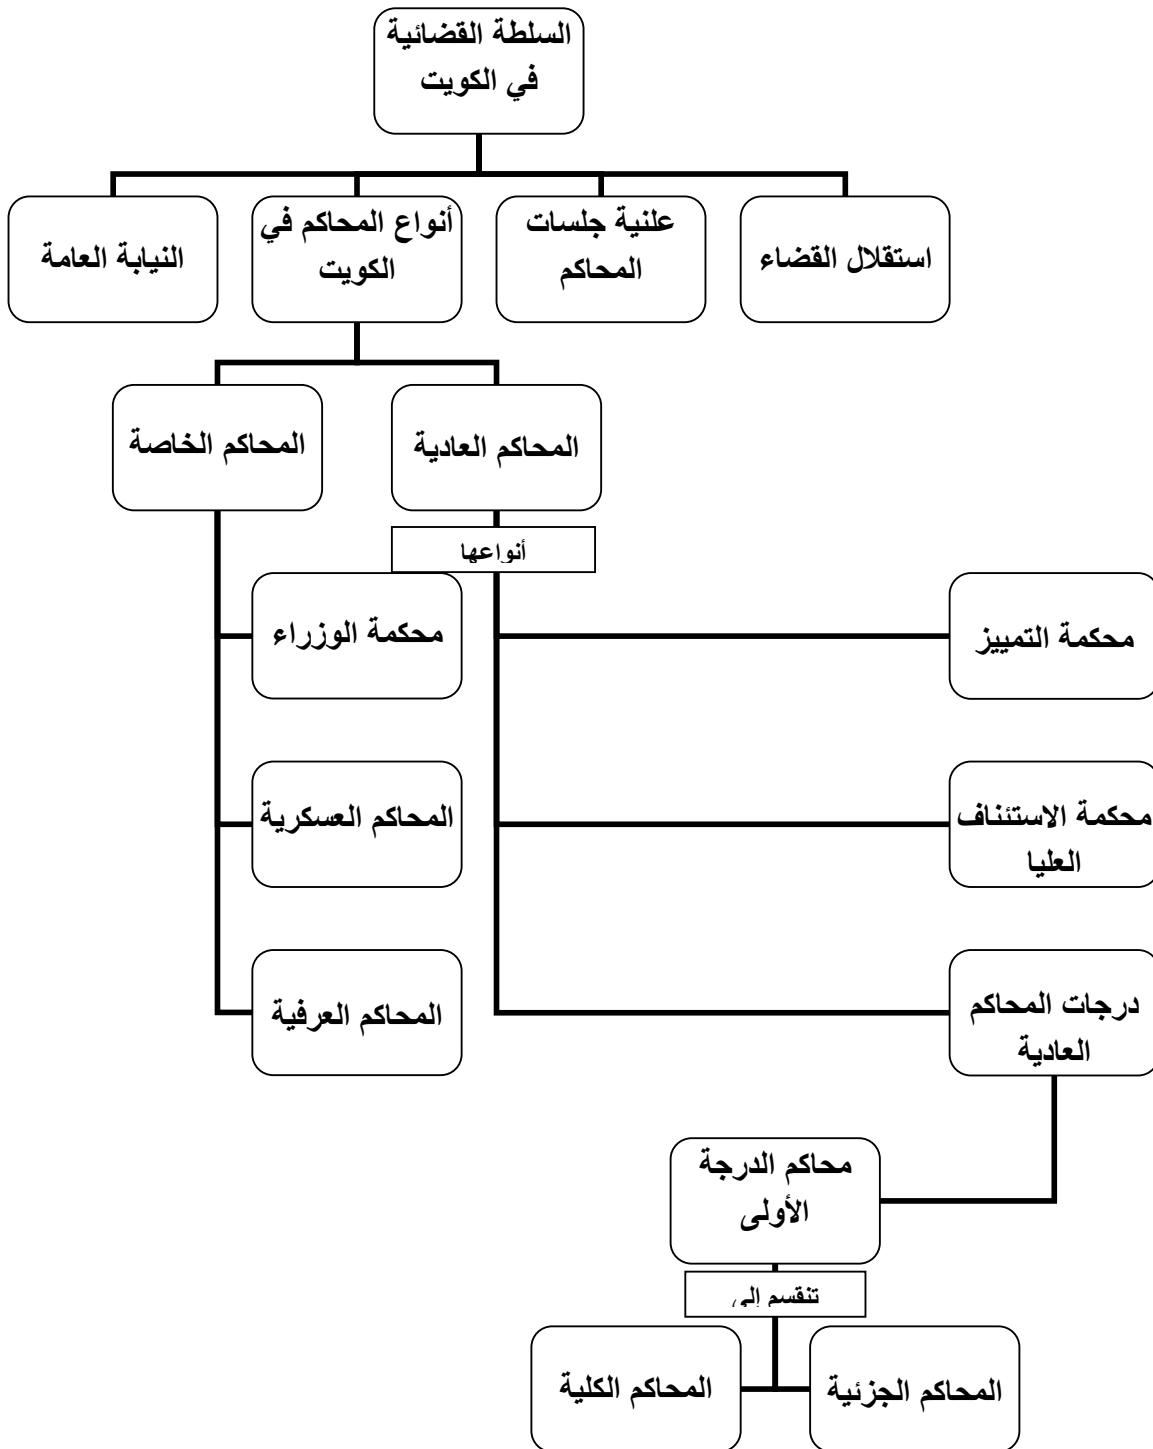 السلطة القضائية
في الكويت
استقلال القضاء
علنية جلسات
المحاكم
أنواع المحاكم في
الكويت
النيابة العامة
المحاكم العادية
المحاكم الخاصة
أنواعها
محكمة التمييز
محكمة الوزراء
محكمة الاستئناف
العليا
المحاكم العسكرية
درجات المحاكم
العادية
المحاكم العرفية
محاكم الدرجة
الأولى
تنقسم إلى
المحاكم الجزئية
المحاكم الكلية